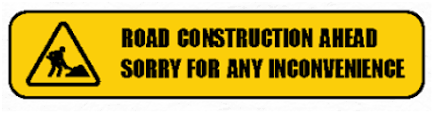 ROAD CONSTRUCTION AHEAD
SORRY FOR ANY INCONVENIENCE